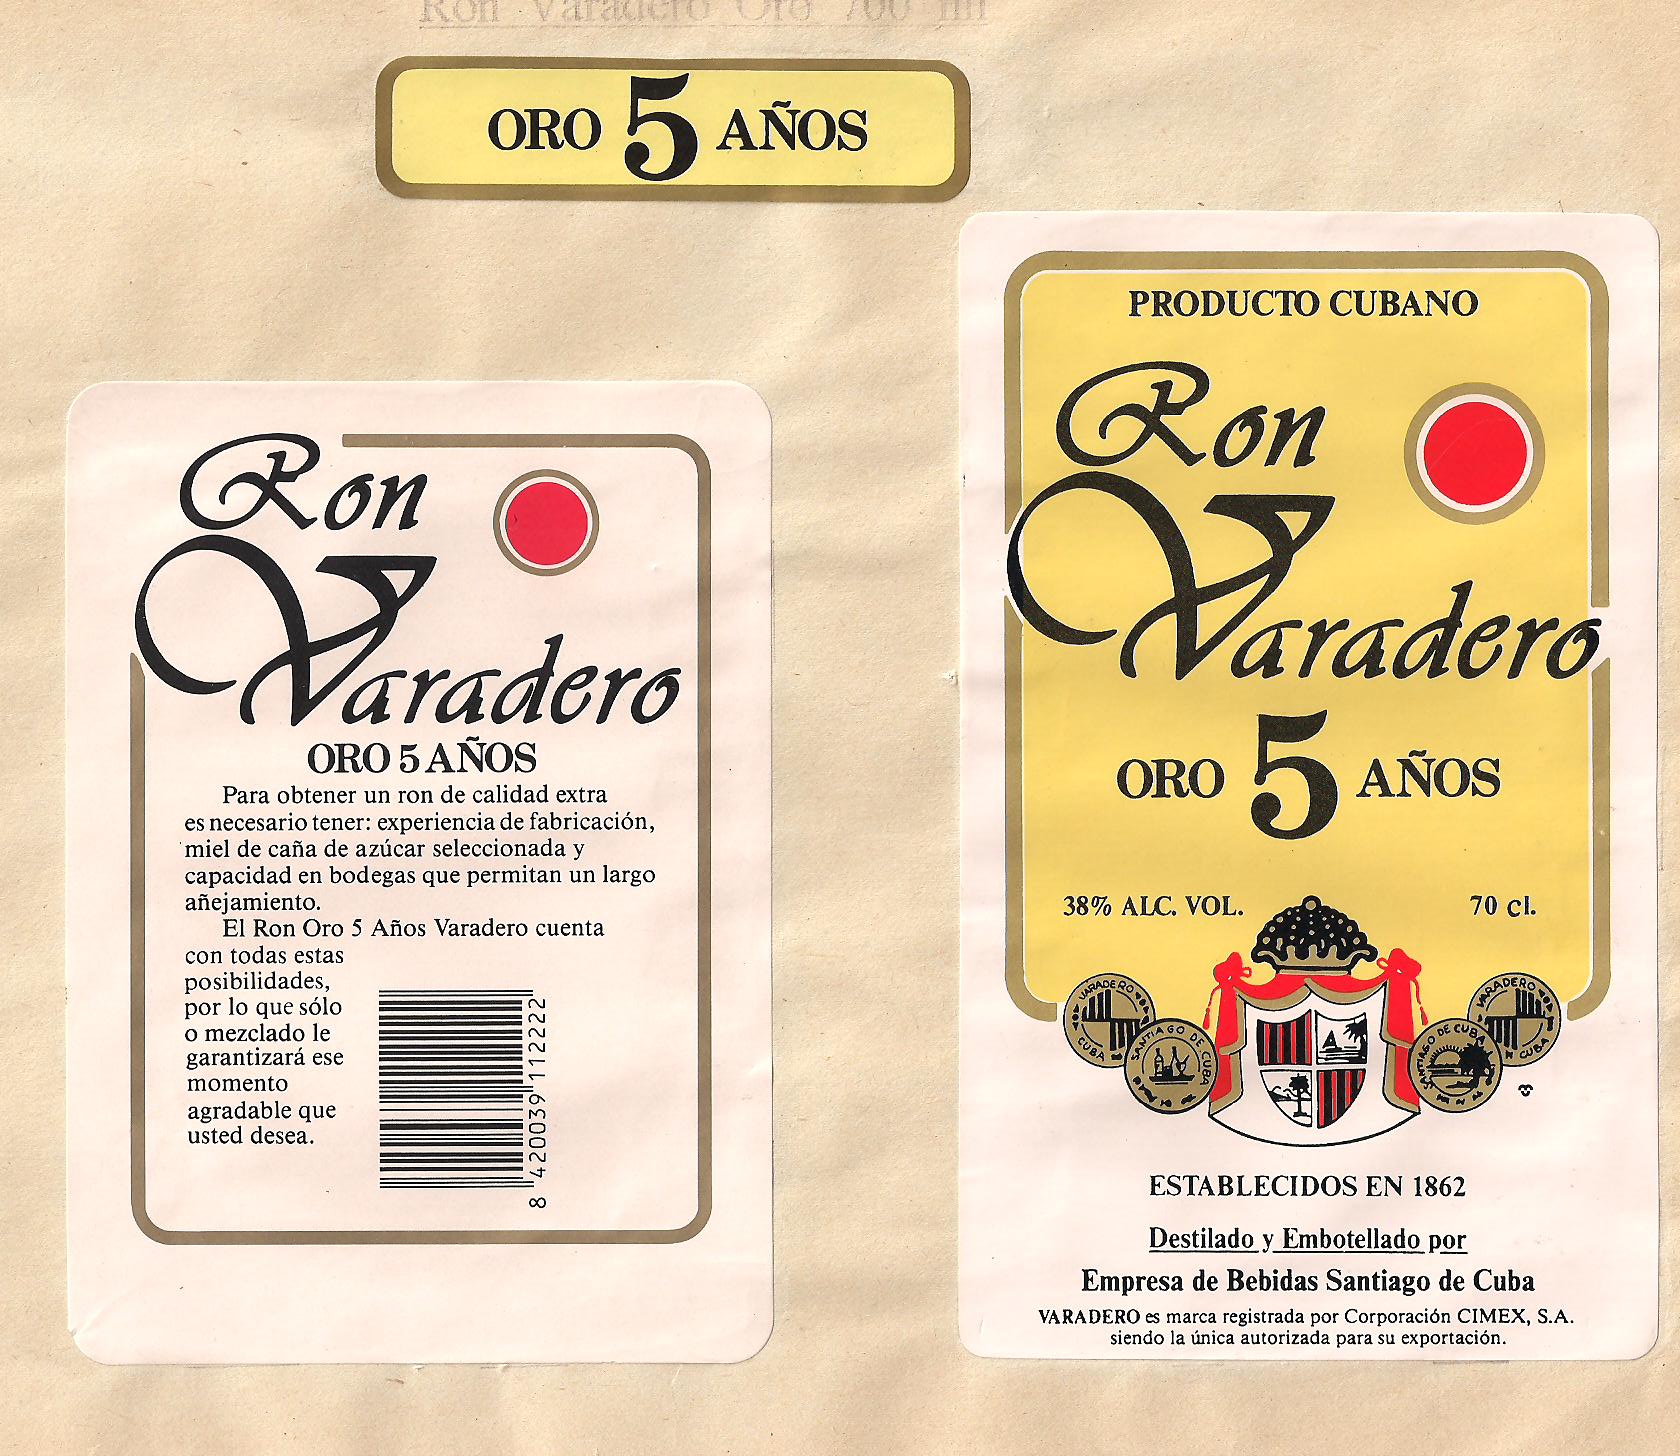 Ron Varadero Oro 700 ml
ORO 5 AÑOS
Ron
Varadero
ORO 5 AÑOS
Para obtener un ron de calidad extra
es necesario tener: experiencia de fabricación,
miel de caña de azúcar seleccionada y
capacidad en bodegas que permitan un largo
añejamiento.
El Ron Oro 5 Años Varadero cuenta
con todas estas
posibilidades,
por lo que sólo
o mezclado le
garantizará ese
momento
agradable que
usted desea.
8 420039 112222
PRODUCTO CUBANO
Ron
Varadero
ORO 5 AÑOS
38% ALC. VOL. 70 cl.
VARADERO
CUBA
SANTIAGO DE CUBA
SANTIAGO DE CUBA
VARADERO
CUBA
ESTABLECIDOS EN 1862
Destilado y Embotellado por
Empresa de Bebidas Santiago de Cuba
VARADERO es marca registrada por Corporación CIMEX, S.A.
siendo la única autorizada para su exportación.